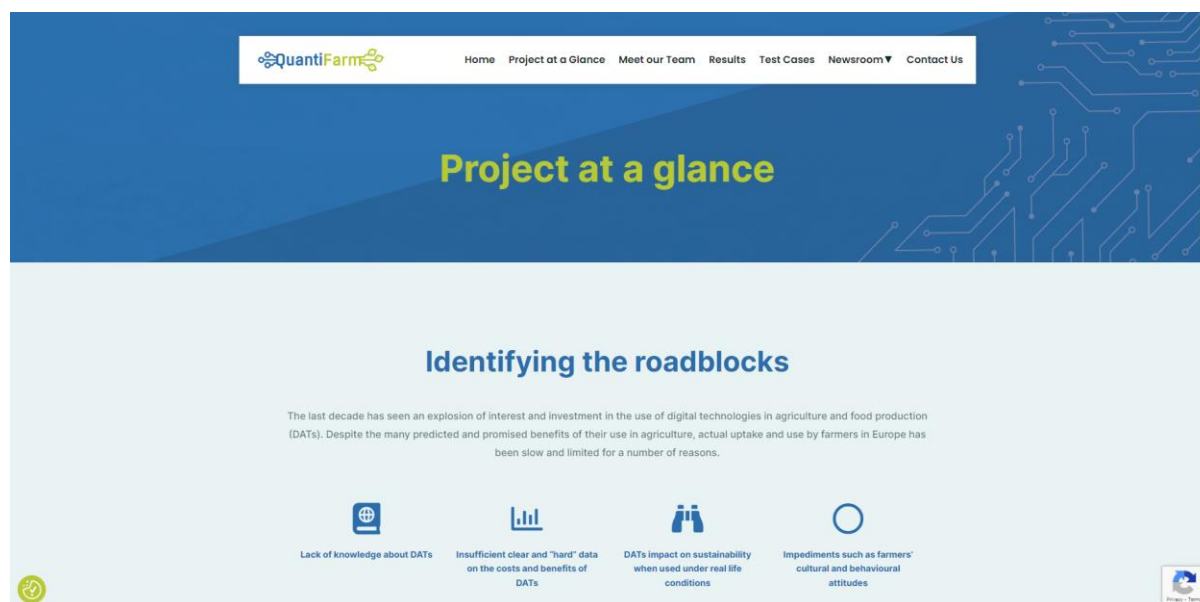 QuantiFarm
Home Project at a Glance Meet our Team Results Test Cases Newsroom▼ Contact Us
Project at a glance
Identifying the roadblocks
The last decade has seen an explosion of interest and investment in the use of digital technologies in agriculture and food production
(DATs). Despite the many predicted and promised benefits of their use in agriculture, actual uptake and use by farmers in Europe has
been slow and limited for a number of reasons.
Lack of knowledge about DATs
Insufficient clear and "hard" data
on the costs and benefits of
DATs
DATs impact on sustainability
when used under real life
conditions
Impediments such as farmers'
cultural and behavioural
attitudes
Privacy